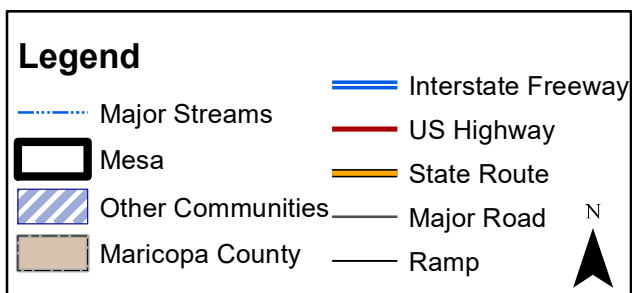 Legend
Major Streams
Mesa
Other Communities
Maricopa County
Interstate Freeway
US Highway
State Route
Major Road
Ramp
N